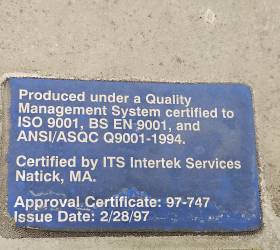 Produced under a Quality
Management System certified to
ISO 9001, BS EN 9001, and
ANSI/ASQC Q9001-1994.
Certified by ITS Intertek Services
Natick, MA.
Approval Certificate: 97-747
Issue Date: 2/28/97